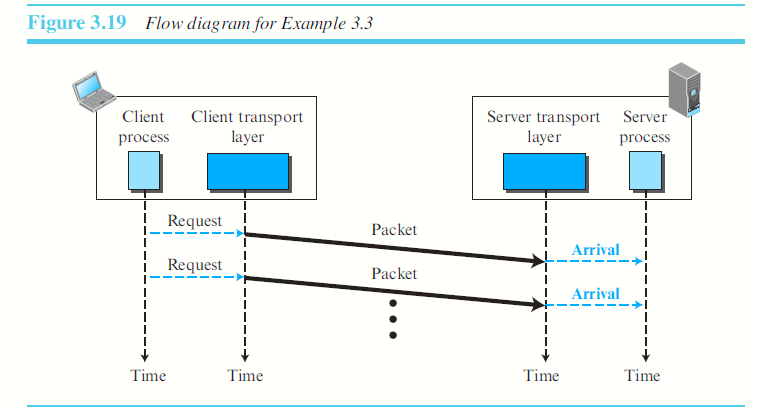 Figure 3.19 Flow diagram for Example 3.3
Client process
Client transport layer
Server transport layer
Server process
Request
Packet
Arrival
Request
Packet
Arrival
Time
Time
Time
Time